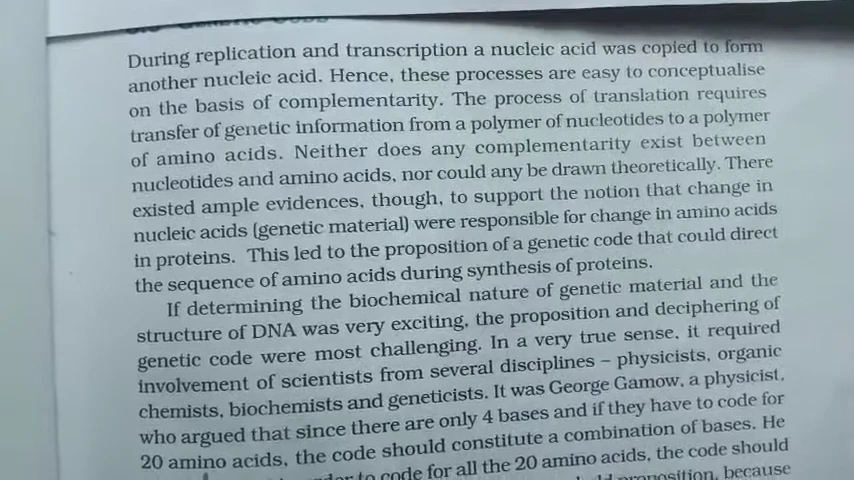 GENETIC CODE
During replication and transcription a nucleic acid was copied to form
another nucleic acid. Hence, these processes are easy to conceptualise
on the basis of complementarity. The process of translation requires
transfer of genetic information from a polymer of nucleotides to a polymer
of amino acids. Neither does any complementarity exist between
nucleotides and amino acids, nor could any be drawn theoretically. There
existed ample evidences, though, to support the notion that change in
nucleic acids (genetic material) were responsible for change in amino acids
in proteins. This led to the proposition of a genetic code that could direct
the sequence of amino acids during synthesis of proteins.
If determining the biochemical nature of genetic material and the
structure of DNA was very exciting, the proposition and deciphering of
genetic code were most challenging. In a very true sense, it required
involvement of scientists from several disciplines – physicists, organic
chemists, biochemists and geneticists. It was George Gamow, a physicist,
who argued that since there are only 4 bases and if they have to code for
20 amino acids, the code should constitute a combination of bases. He
to code for all the 20 amino acids, the code should
proposition, because